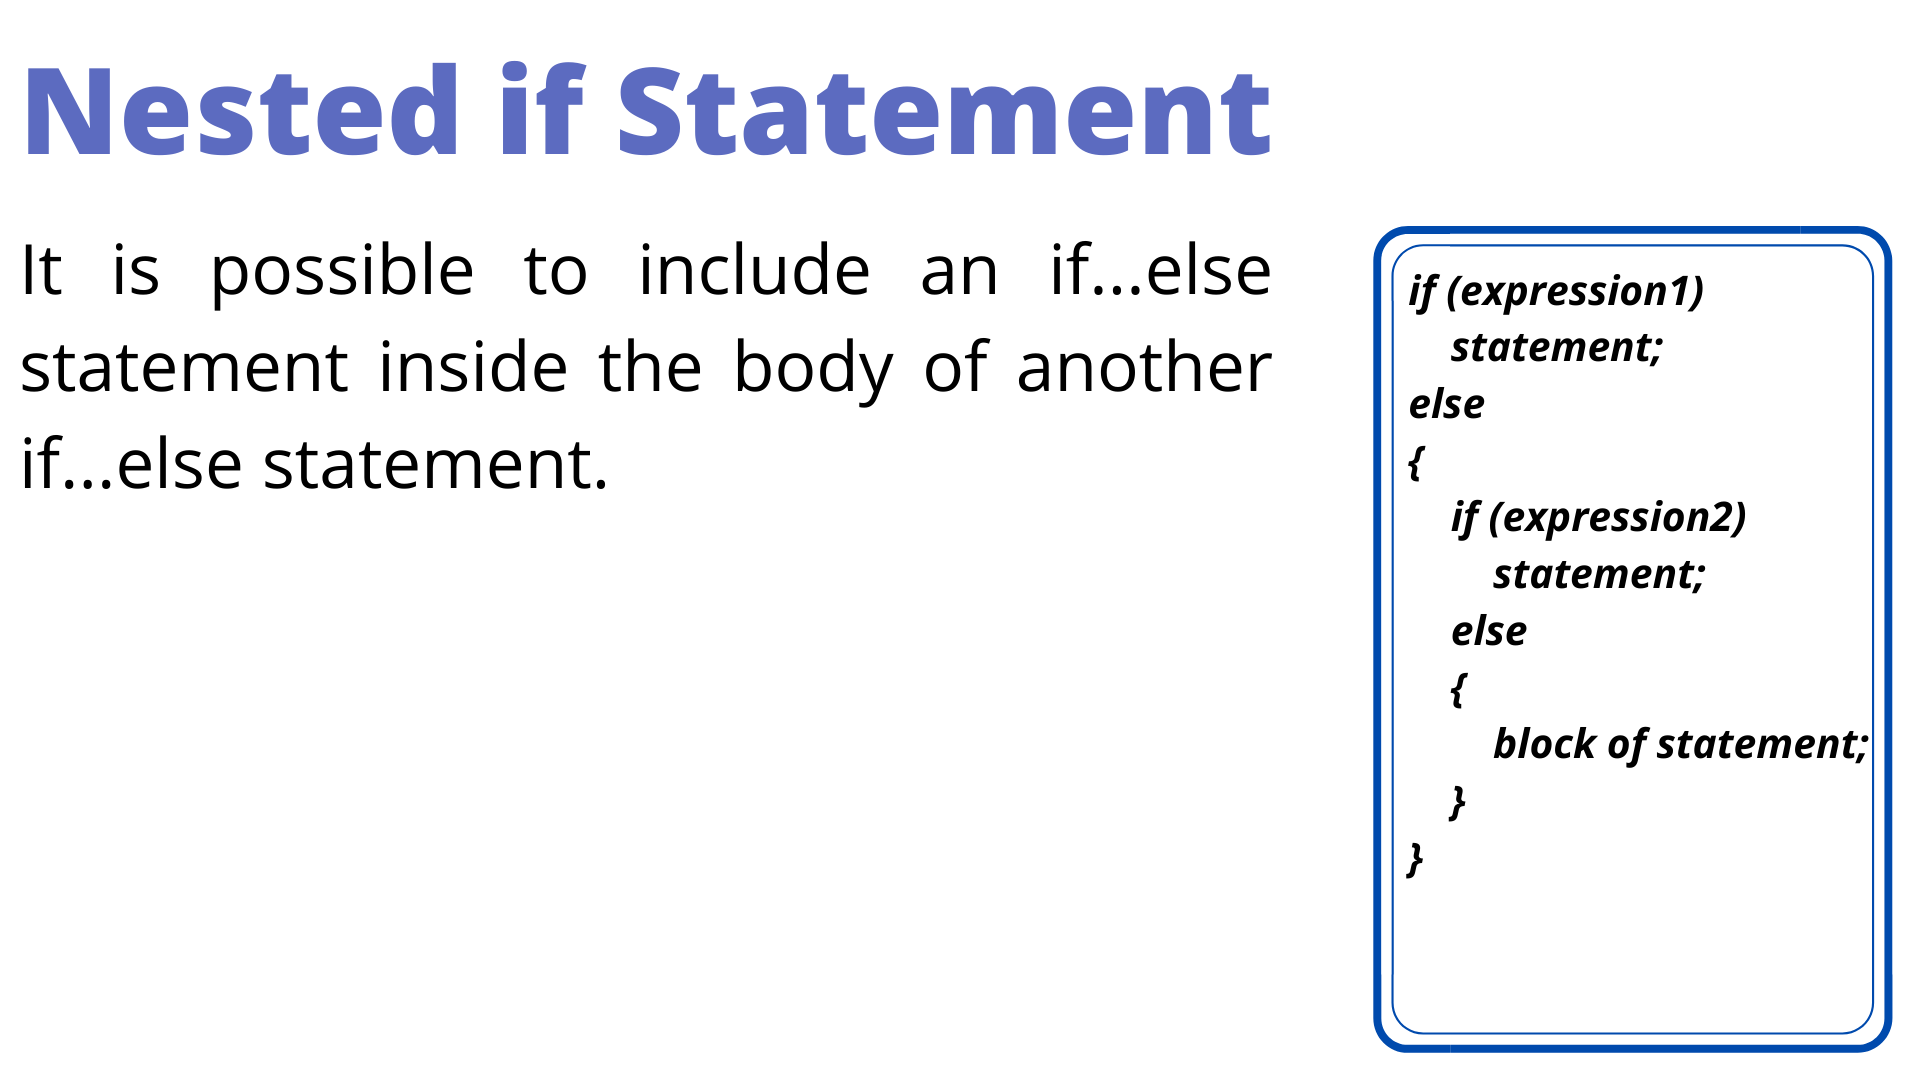 Nested if Statement
It is possible to include an if...else
statement inside the body of another
if...else statement.
if (expression1)
    statement;
else
{
    if (expression2)
        statement;
    else
    {
        block of statement;
    }
}